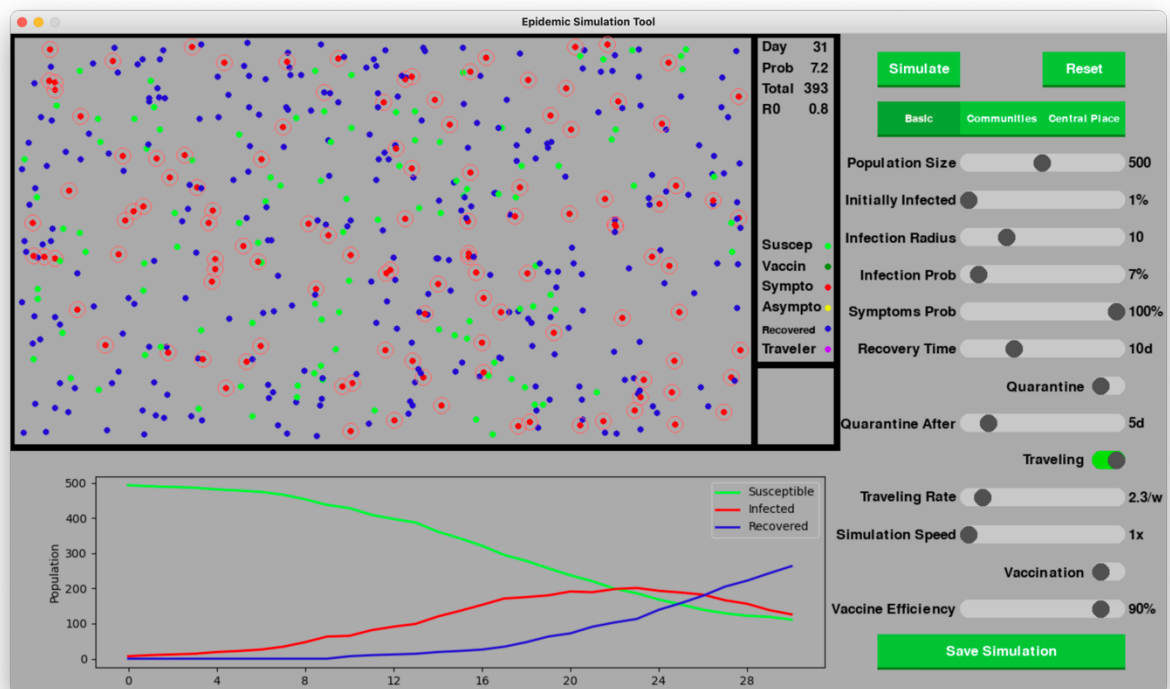 Epidemic Simulation Tool
Day 31
Prob 7.2
Total 393
R0 0.8
Suscep
Vaccin
Sympto
Asympto
Recovered
Traveler
Simulate Reset
Basic Communities Central Place
Population Size 500
Initially Infected 1%
Infection Radius 10
Infection Prob 7%
Symptoms Prob 100%
Recovery Time 10d
Quarantine
Quarantine After 5d
Traveling
Traveling Rate 2.3/w
Simulation Speed 1x
Vaccination
Vaccine Efficiency 90%
Save Simulation
Population
500
400
300
200
100
0
0 4 8 12 16 20 24 28
Susceptible
Infected
Recovered